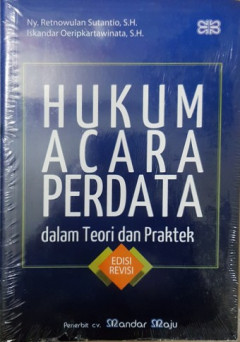 Ny. Retnowulan Sutantio, S.H.
Iskandar Oeripkartawinata, S.H.
HUKUM
ACARA
PERDATA
dalam Teori dan Praktek
EDISI
REVISI
Penerbit cv. Mandar Maju